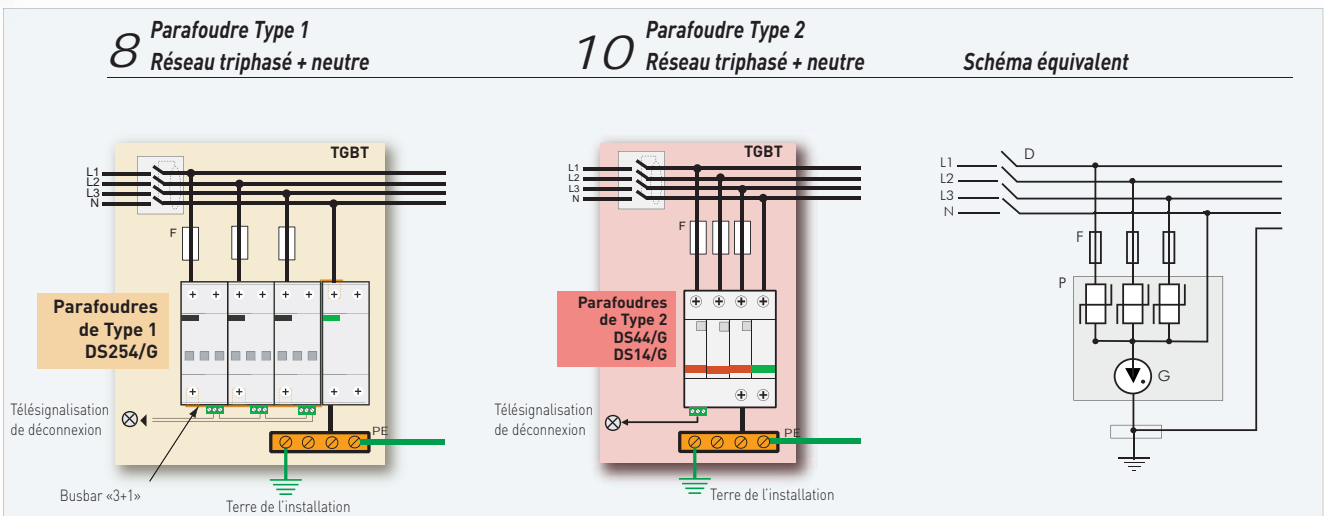 8 Parafoudre Type 1
Réseau triphasé + neutre
10 Parafoudre Type 2
Réseau triphasé + neutre
Schéma équivalent
TGBT
L1
L2
L3
N
F
Parafoudres
de Type 1
DS254/G
Télésignalisation
de déconnexion
PE
Busbar «3+1»
Terre de l'installation
TGBT
L1
L2
L3
N
F
Parafoudres
de Type 2
DS44/G
DS14/G
Télésignalisation
de déconnexion
PE
Terre de l'installation
D
L1
L2
L3
N
F
P
G